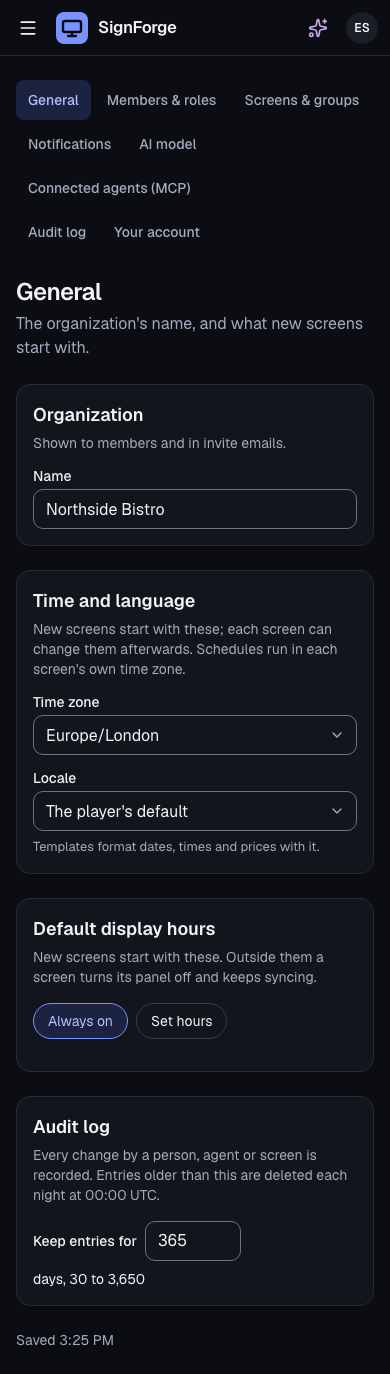 SignForge
ES
General
Members & roles
Screens & groups
Notifications
AI model
Connected agents (MCP)
Audit log
Your account
General
The organization's name, and what new screens
start with.
Organization
Shown to members and in invite emails.
Name
Northside Bistro
Time and language
New screens start with these; each screen can
change them afterwards. Schedules run in each
screen's own time zone.
Time zone
Europe/London
Locale
The player's default
Templates format dates, times and prices with it.
Default display hours
New screens start with these. Outside them a
screen turns its panel off and keeps syncing.
Always on
Set hours
Audit log
Every change by a person, agent or screen is
recorded. Entries older than this are deleted each
night at 00:00 UTC.
Keep entries for
365
days, 30 to 3,650
Saved 3:25 PM